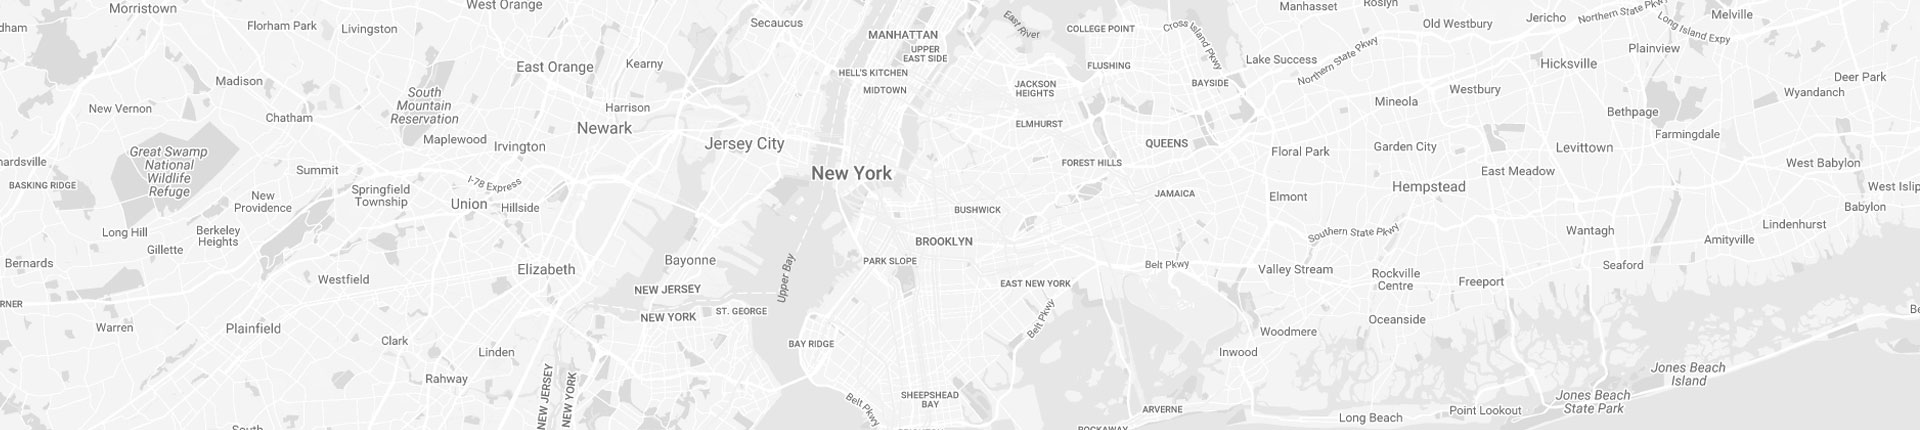 West Orange
Manhasset
Roslyn
Morristown
Northern State Pkwy
Melville
Jericho
Old Westbury
Secaucus
Florham Park
Livingston
East River
COLLEGE POINT
Cross Island Pkwy
Long Island Expy
MANHATTAN
UPPER
EAST SIDE
Plainview
Lake Success
Northern State Pkwy
Hicksville
East Orange
Kearny
FLUSHING
HELL'S KITCHEN
Deer Park
Madison
JACKSON
HEIGHTS
BAYSIDE
MIDTOWN
Westbury
Wyandanch
South
Mountain
Reservation
Mineola
New Vernon
Harrison
Bethpage
Chatham
ELMHURST
Newark
Farmingdale
Maplewood
Irvington
Jersey City
QUEENS
Garden City
Levittown
Great Swamp
National
Wildlife
Refuge
Floral Park
FOREST HILLS
West Babylon
Summit
New York
East Meadow
BASKING RIDGE
I-78 Express
Hempstead
Springfield
Township
JAMAICA
New
Providence
Elmont
Union
Hillside
BUSHWICK
Babylon
Lindenhurst
Long Hill
Berkeley
Heights
Southern State Pkwy
Wantagh
BROOKLYN
Amityville
Gillette
Bernards
Bayonne
PARK SLOPE
Belt Pkwy
Seaford
Elizabeth
Valley Stream
Upper Bay
Westfield
Rockville
Centre
Freeport
EAST NEW YORK
NEW JERSEY
NEW YORK
ST. GEORGE
Belt Pkwy
Oceanside
Warren
Plainfield
Woodmere
Clark
BAY RIDGE
Linden
Inwood
Jones Beach
Island
Rahway
NEW JERSEY
NEW YORK
SHEEPSHEAD
BAY
Belt Pkwy
Jones Beach
State Park
ARVERNE
Point Lookout
Long Beach